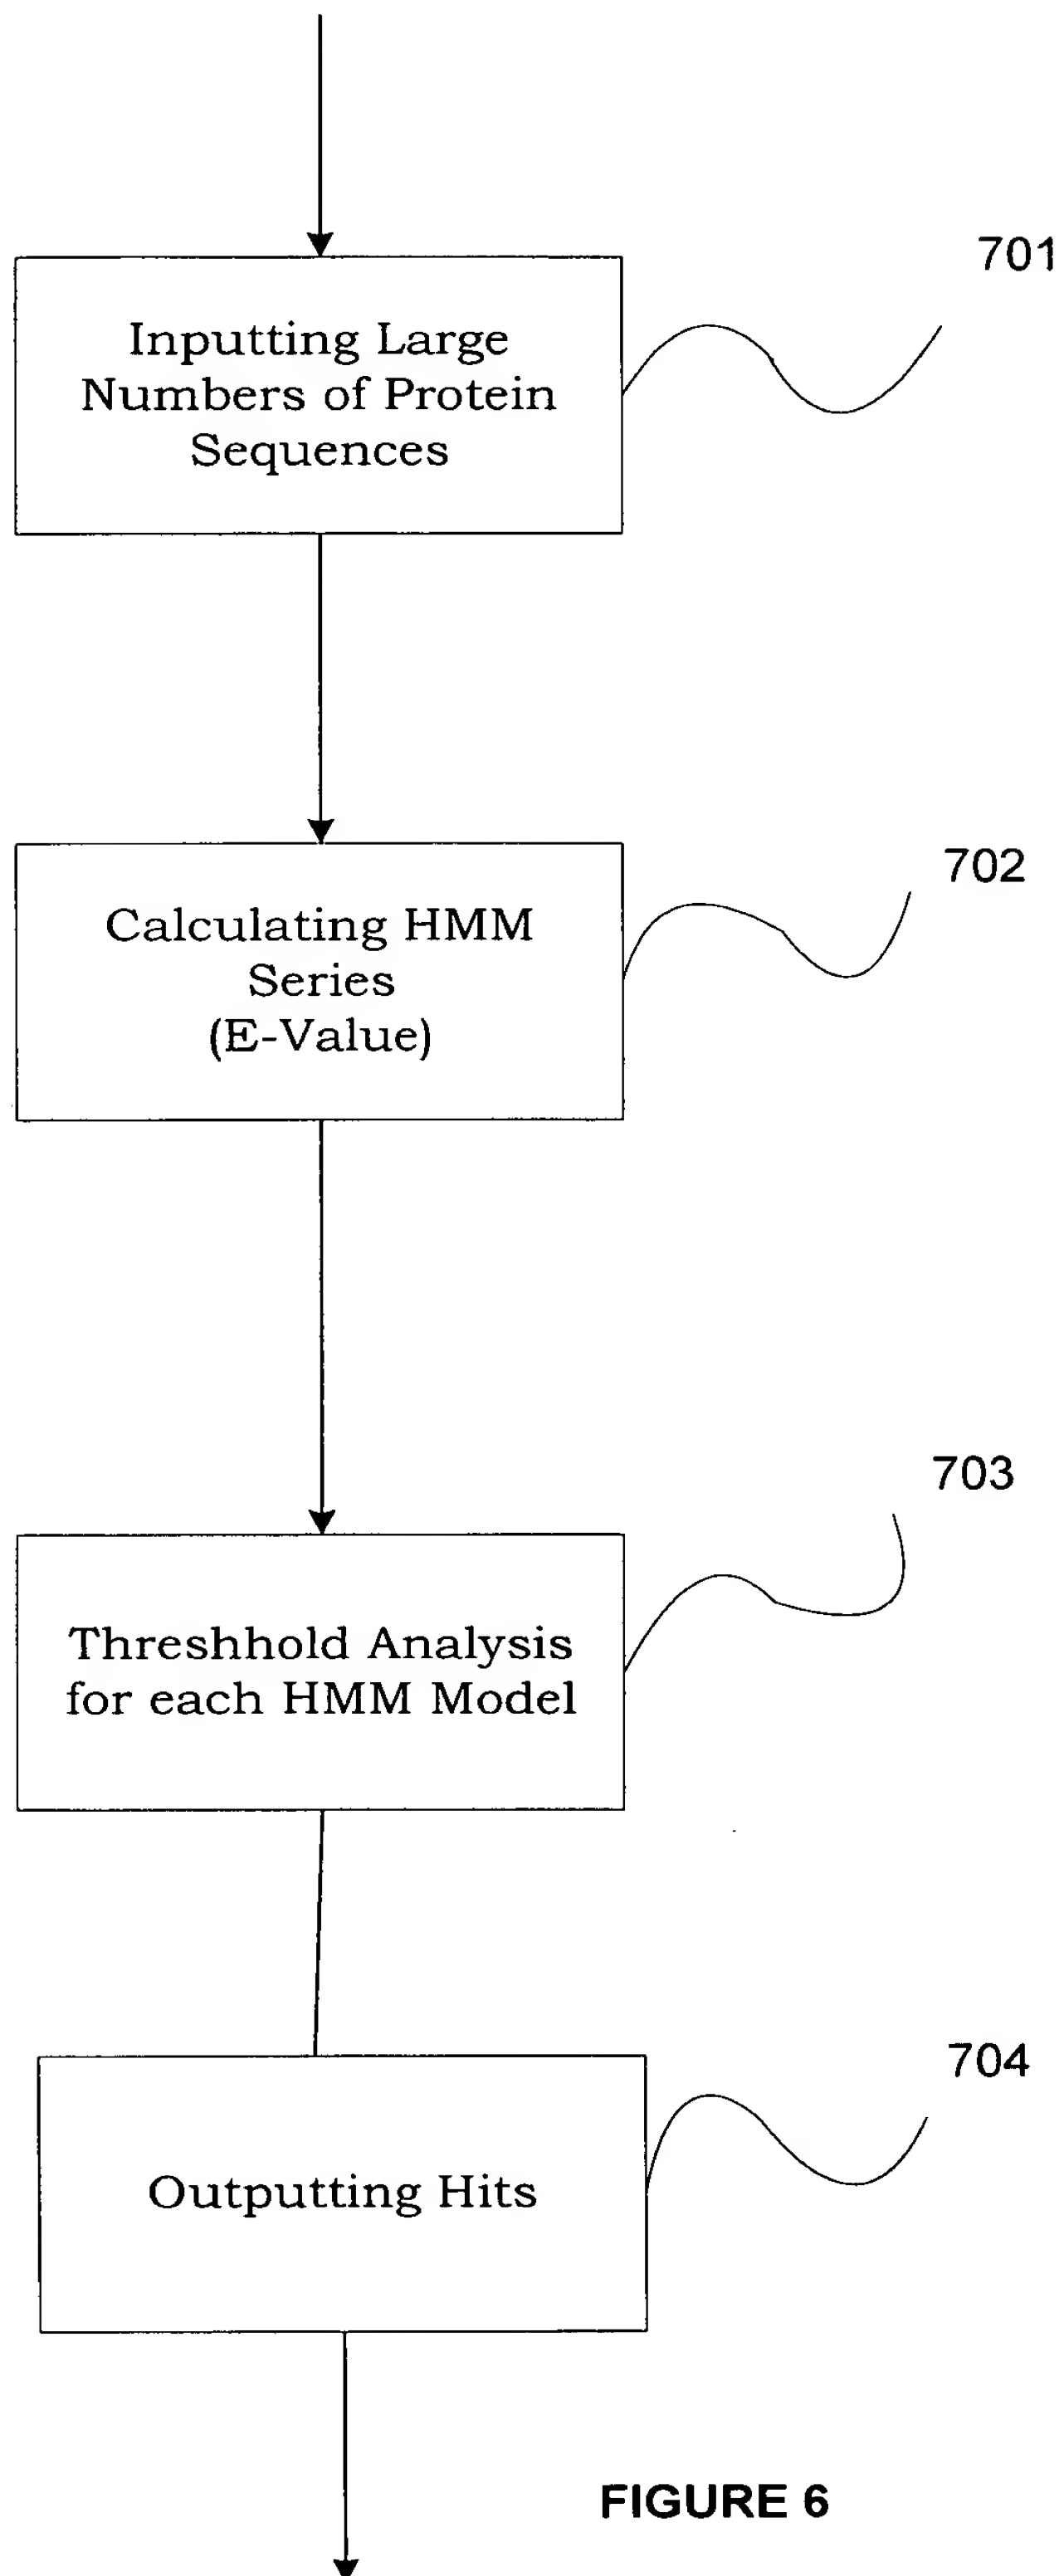 701
Inputting Large
Numbers of Protein
Sequences
702
Calculating HMM
Series
(E-Value)
703
Threshhold Analysis
for each HMM Model
704
Outputting Hits
FIGURE 6